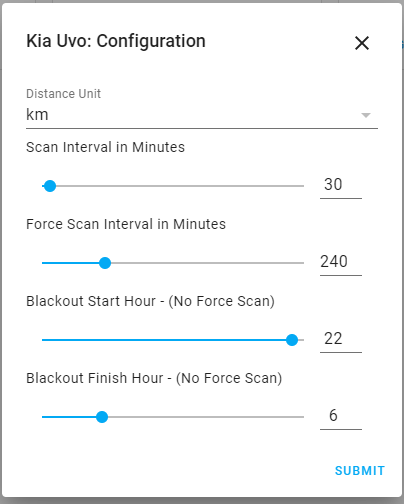 Kia Uvo: Configuration
Distance Unit
km
Scan Interval in Minutes
30
Force Scan Interval in Minutes
240
Blackout Start Hour - (No Force Scan)
22
Blackout Finish Hour - (No Force Scan)
6
SUBMIT